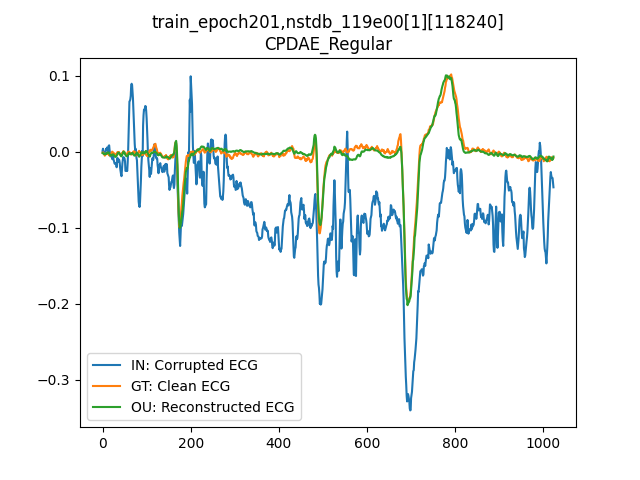 train_epoch201,nstdb_119e00[1][118240]
CPDAE_Regular
0.1
0.0
−0.1
−0.2
−0.3
IN: Corrupted ECG
GT: Clean ECG
OU: Reconstructed ECG
0 200 400 600 800 1000